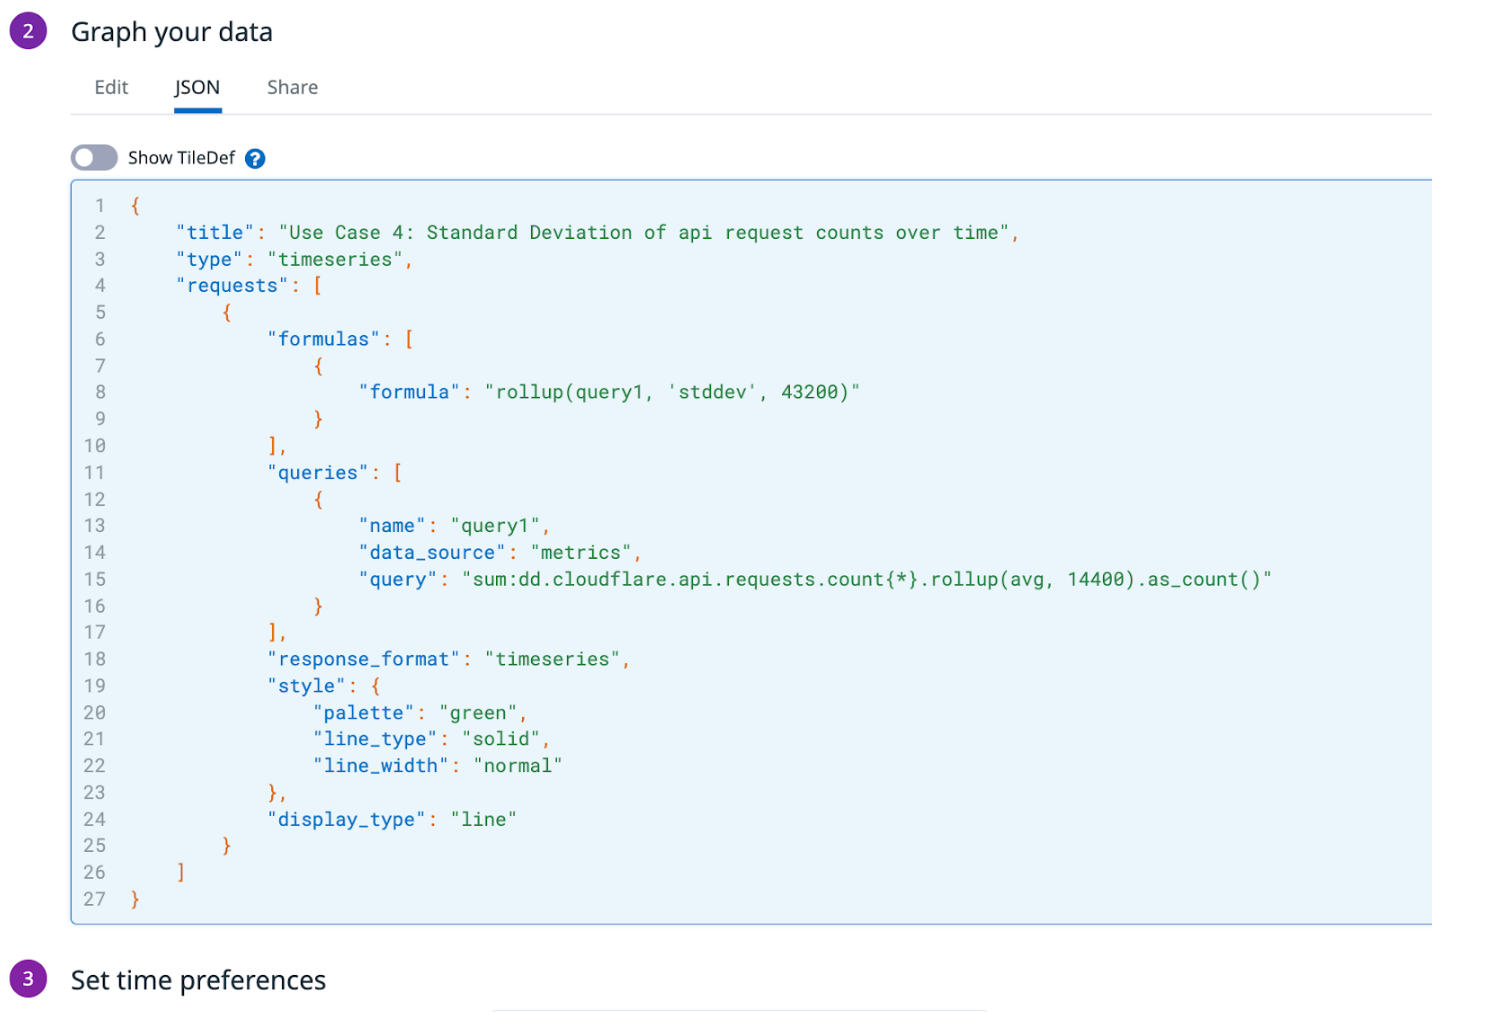 2 Graph your data
Edit JSON Share
Show TileDef ?
1 {
2     "title": "Use Case 4: Standard Deviation of api request counts over time",
3     "type": "timeseries",
4     "requests": [
5         {
6             "formulas": [
7                 {
8                     "formula": "rollup(query1, 'stddev', 43200)"
9                 }
10             ],
11             "queries": [
12                 {
13                     "name": "query1",
14                     "data_source": "metrics",
15                     "query": "sum:dd.cloudflare.api.requests.count{*}.rollup(avg, 14400).as_count()"
16                 }
17             ],
18             "response_format": "timeseries",
19             "style": {
20                 "palette": "green",
21                 "line_type": "solid",
22                 "line_width": "normal"
23             },
24             "display_type": "line"
25         }
26     ]
27 }
3 Set time preferences